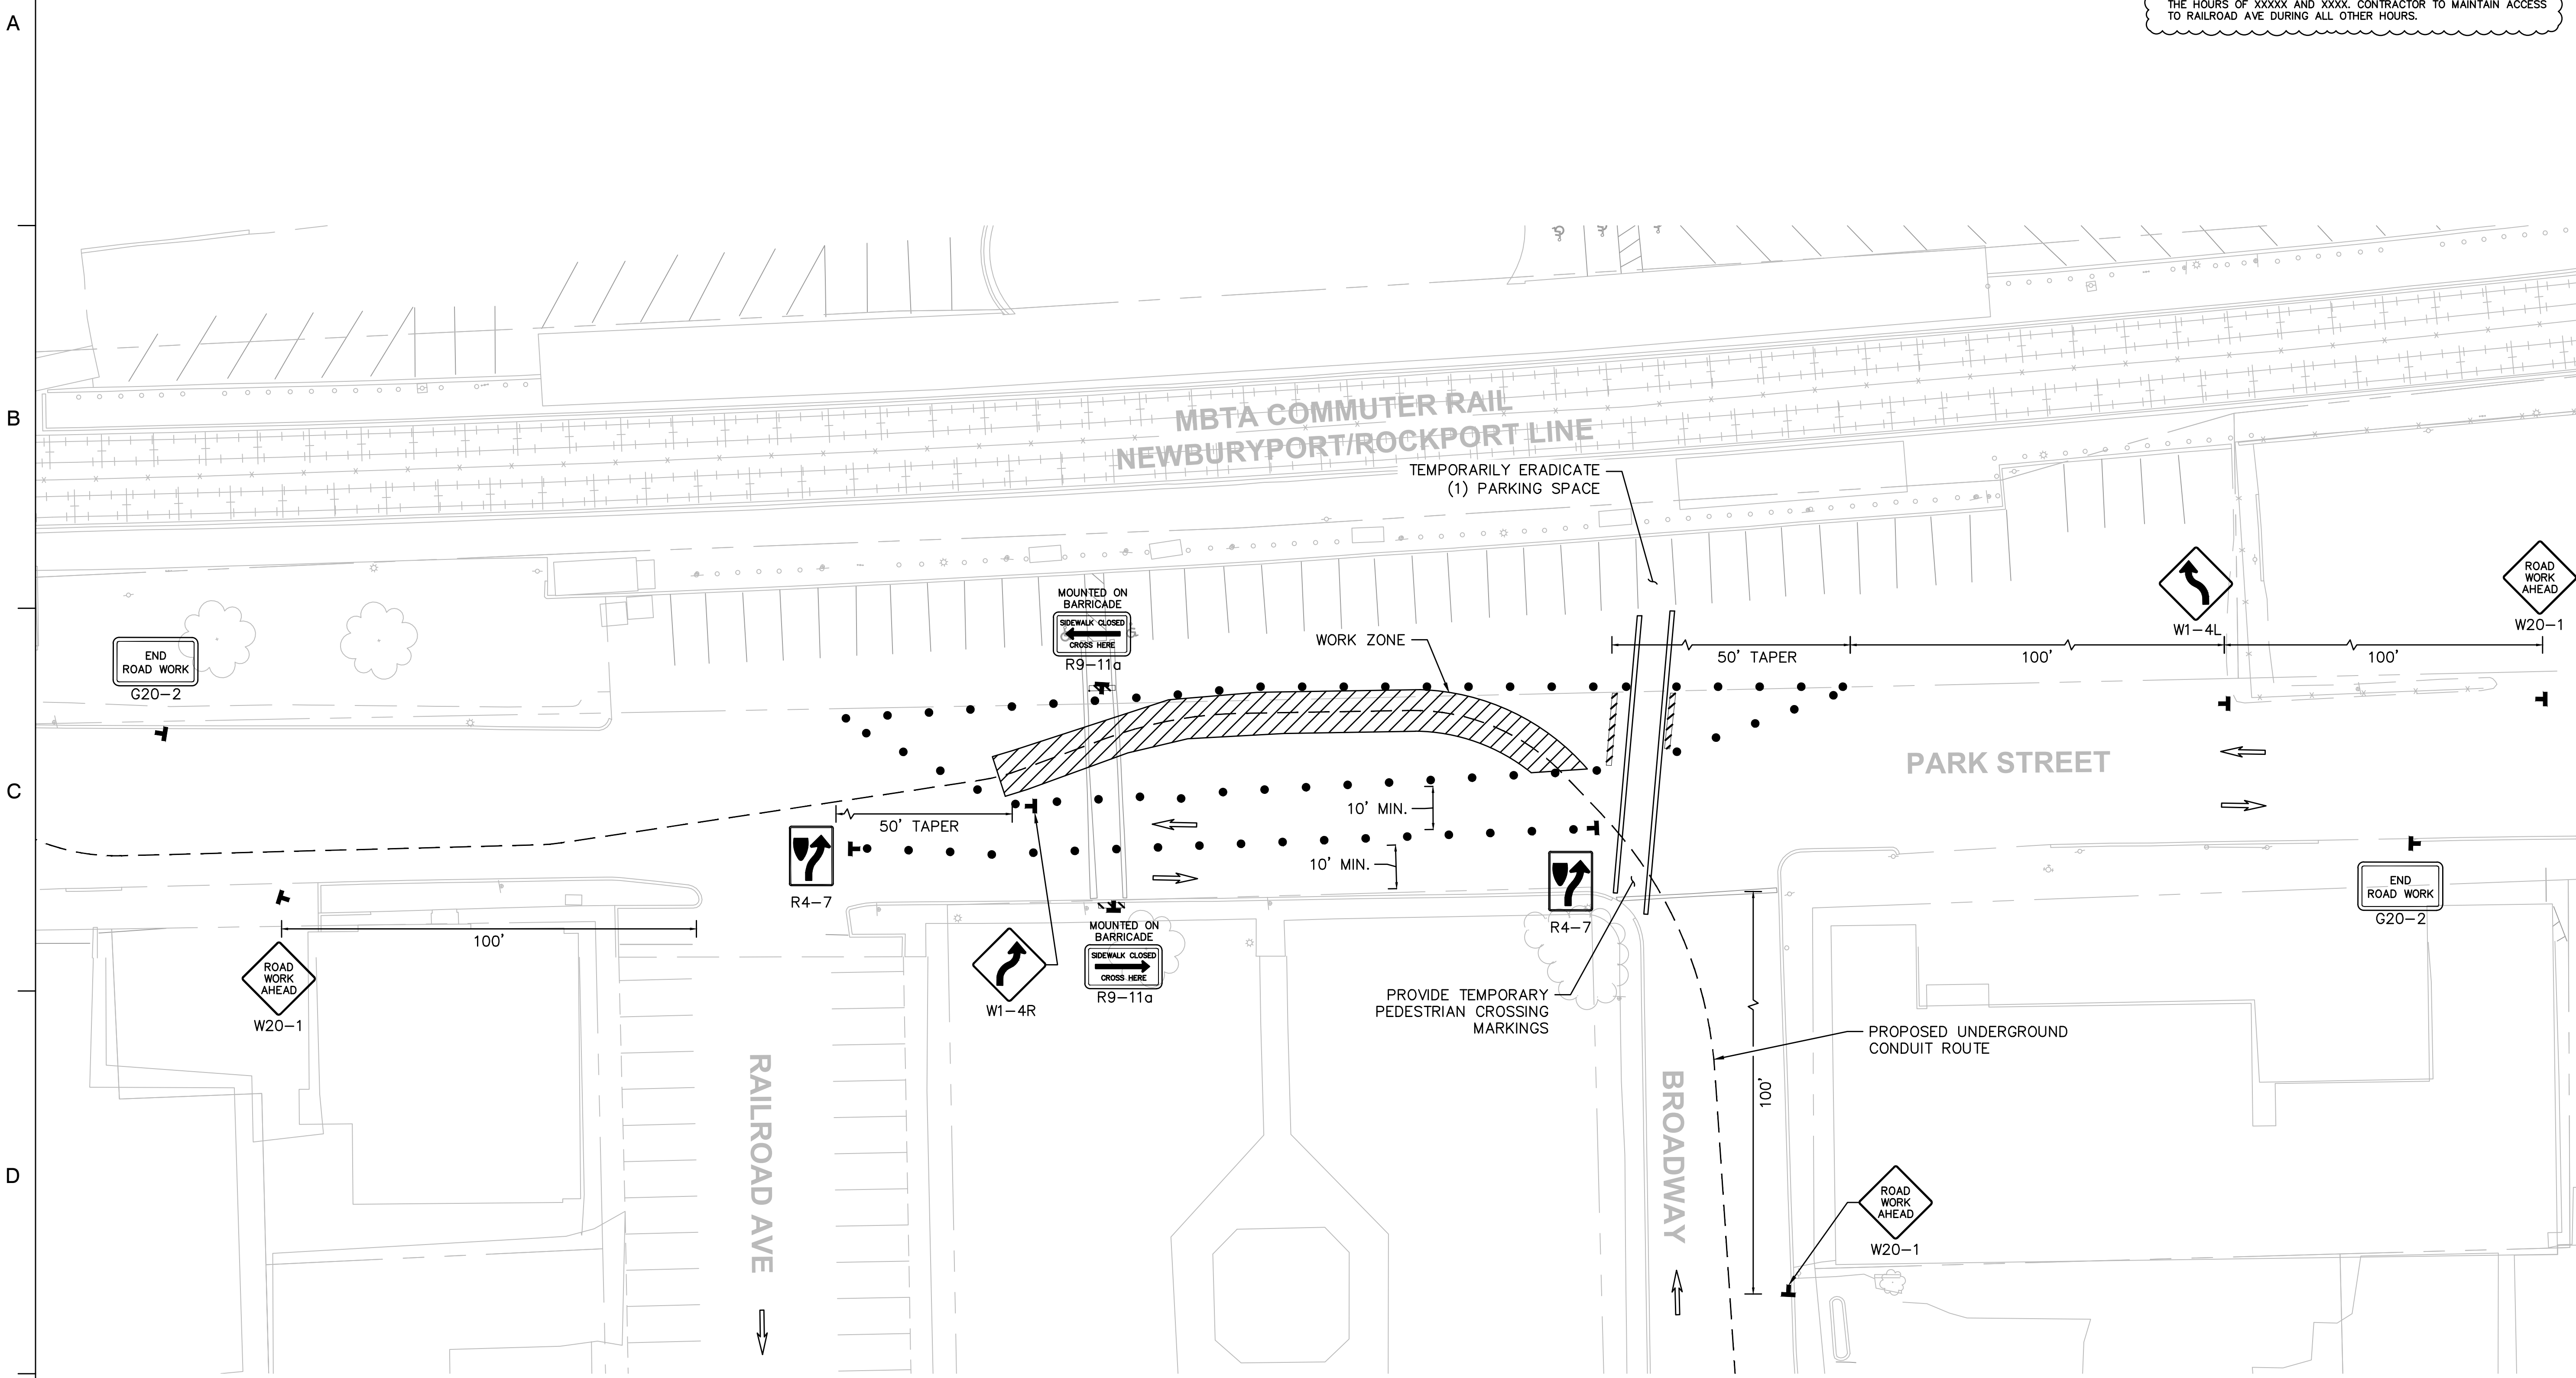 A
THE HOURS OF XXXXX AND XXXX. CONTRACTOR TO MAINTAIN ACCESS
TO RAILROAD AVE DURING ALL OTHER HOURS.
B
MBTA COMMUTER RAIL
NEWBURYPORT/ROCKPORT LINE
TEMPORARILY ERADICATE
(1) PARKING SPACE
MOUNTED ON
BARRICADE
SIDEWALK CLOSED
CROSS HERE
R9-11a
WORK ZONE
W1-4L
ROAD
WORK
AHEAD
W20-1
END
ROAD WORK
G20-2
50' TAPER
100'
100'
C
PARK STREET
50' TAPER
10' MIN.
10' MIN.
R4-7
R4-7
END
ROAD WORK
G20-2
100'
ROAD
WORK
AHEAD
W20-1
W1-4R
MOUNTED ON
BARRICADE
SIDEWALK CLOSED
CROSS HERE
R9-11a
PROVIDE TEMPORARY
PEDESTRIAN CROSSING
MARKINGS
PROPOSED UNDERGROUND
CONDUIT ROUTE
100'
D
RAILROAD AVE
BROADWAY
ROAD
WORK
AHEAD
W20-1